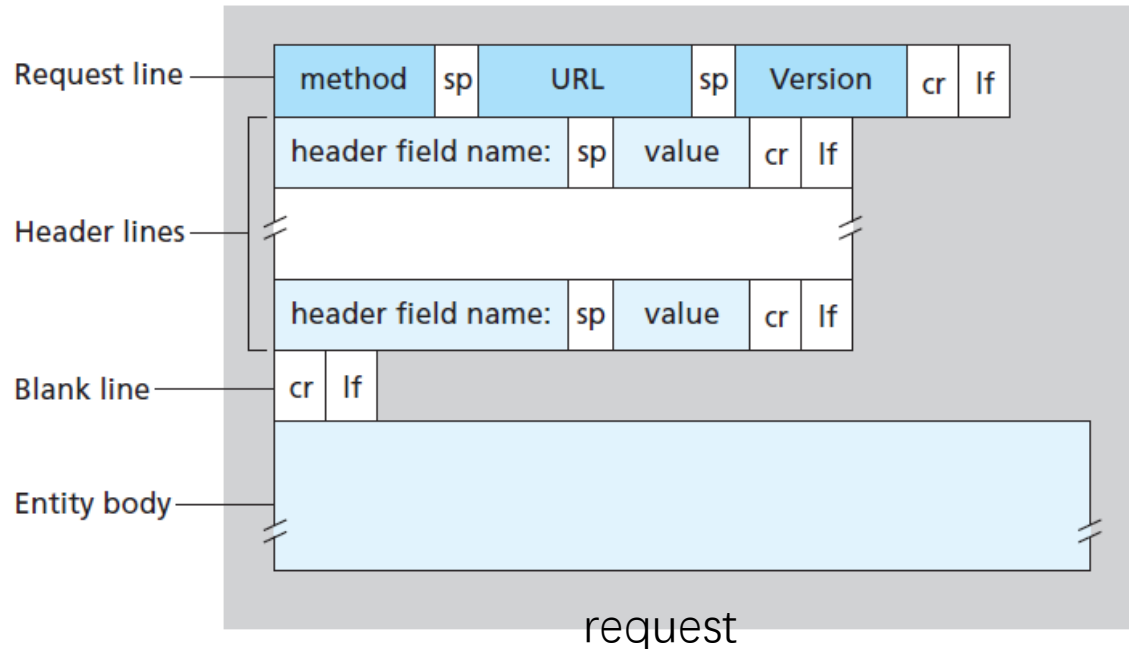 Request line method sp URL sp Version cr lf
header field name: sp value cr lf
Header lines
header field name: sp value cr lf
Blank line cr lf
Entity body
request